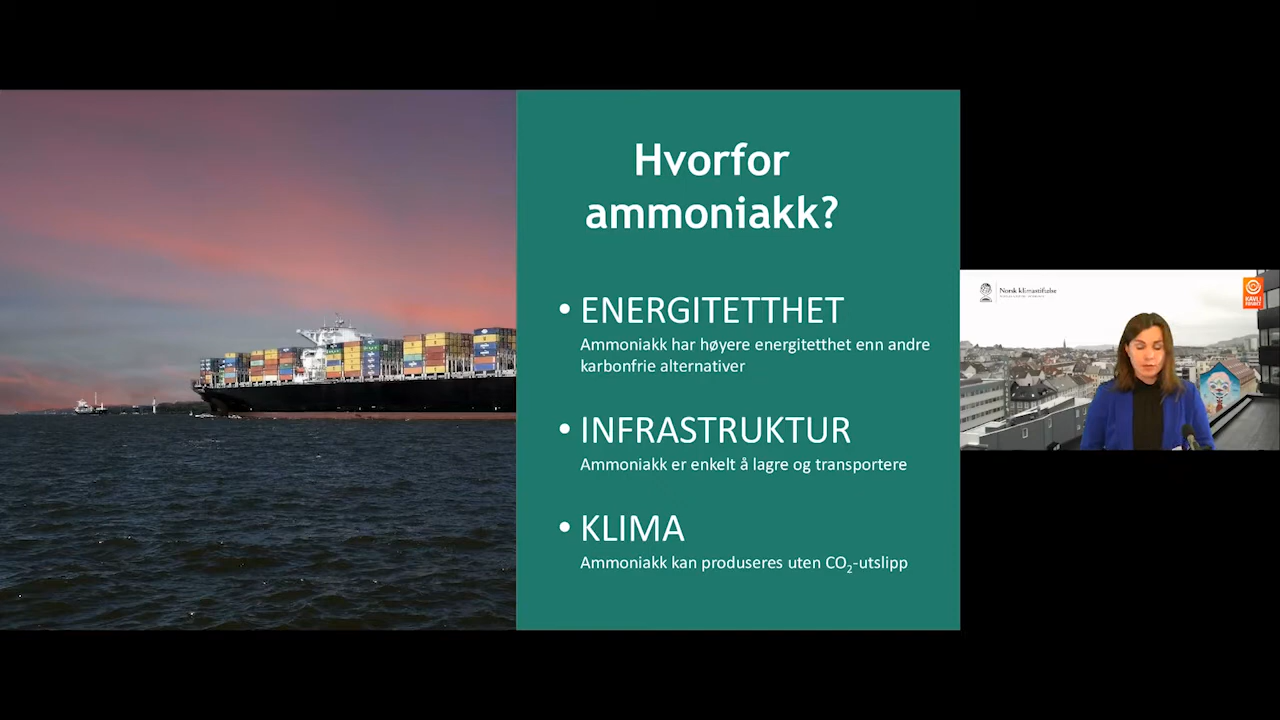 Hvorfor
ammoniakk?
• ENERGITETTHET
Ammoniakk har høyere energitetthet enn andre
karbonfrie alternativer
• INFRASTRUKTUR
Ammoniakk er enkelt å lagre og transportere
• KLIMA
Ammoniakk kan produseres uten CO₂-utslipp
Norsk klimastiftelse
KAVLI